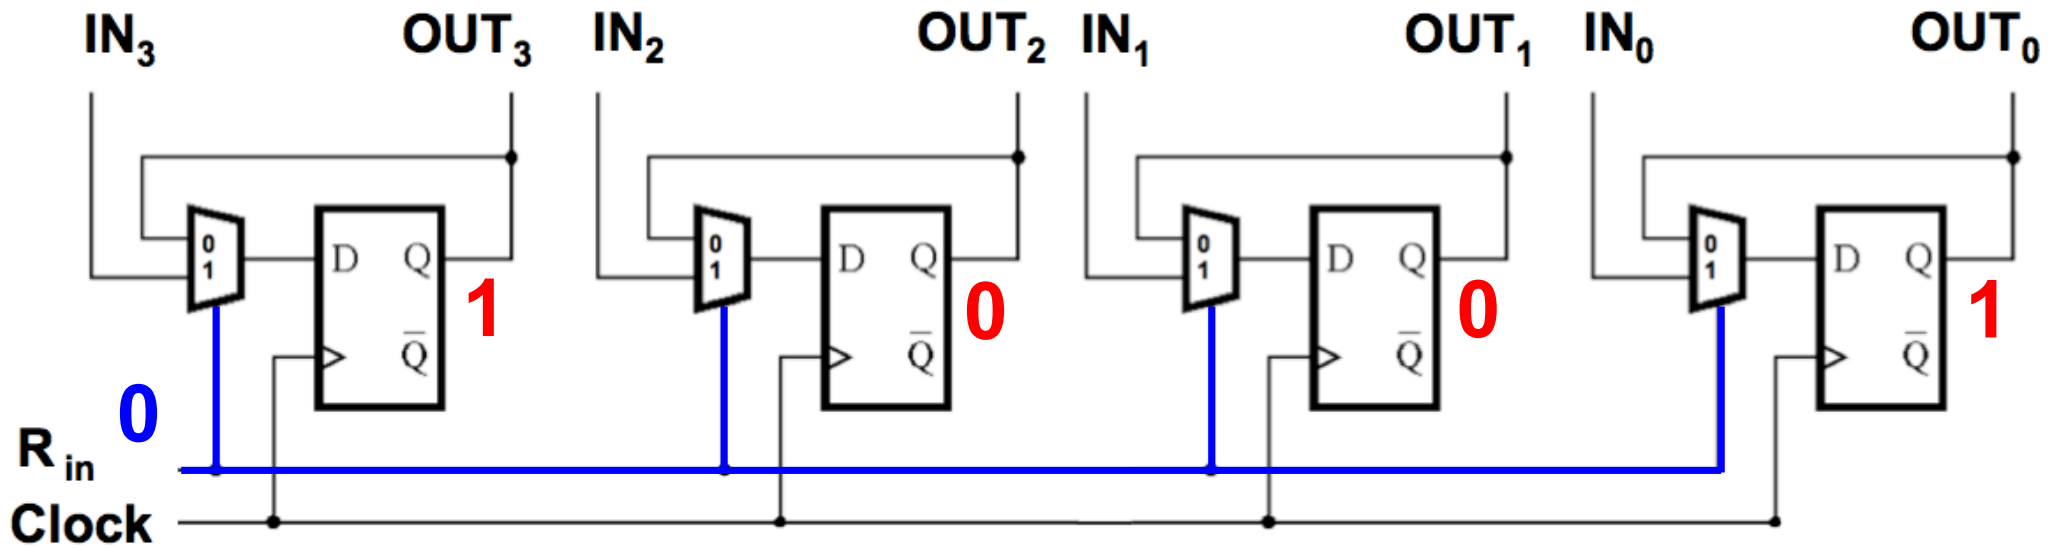 IN3 OUT3 IN2 OUT2 IN1 OUT1 IN0 OUT0
0 0 0 0
1 D Q 1 D Q 1 D Q 1 D Q
1 0 0 1
Q̅ Q̅ Q̅ Q̅
0
R in
Clock